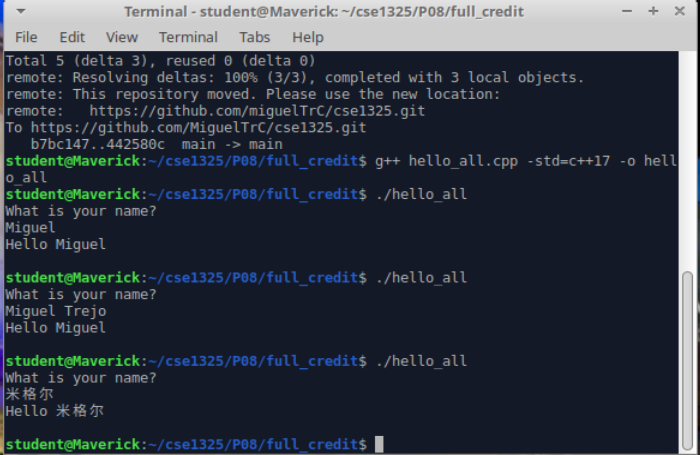 Terminal - student@Maverick: ~/cse1325/P08/full_credit
File Edit View Terminal Tabs Help
Total 5 (delta 3), reused 0 (delta 0)
remote: Resolving deltas: 100% (3/3), completed with 3 local objects.
remote: This repository moved. Please use the new location:
remote:   https://github.com/miguelTrC/cse1325.git
To https://github.com/MiguelTrC/cse1325.git
   b7bc147..442580c  main -> main
student@Maverick:~/cse1325/P08/full_credit$ g++ hello_all.cpp -std=c++17 -o hell
o_all
student@Maverick:~/cse1325/P08/full_credit$ ./hello_all
What is your name?
Miguel
Hello Miguel
student@Maverick:~/cse1325/P08/full_credit$ ./hello_all
What is your name?
Miguel Trejo
Hello Miguel
student@Maverick:~/cse1325/P08/full_credit$ ./hello_all
What is your name?
米格尔
Hello 米格尔
student@Maverick:~/cse1325/P08/full_credit$